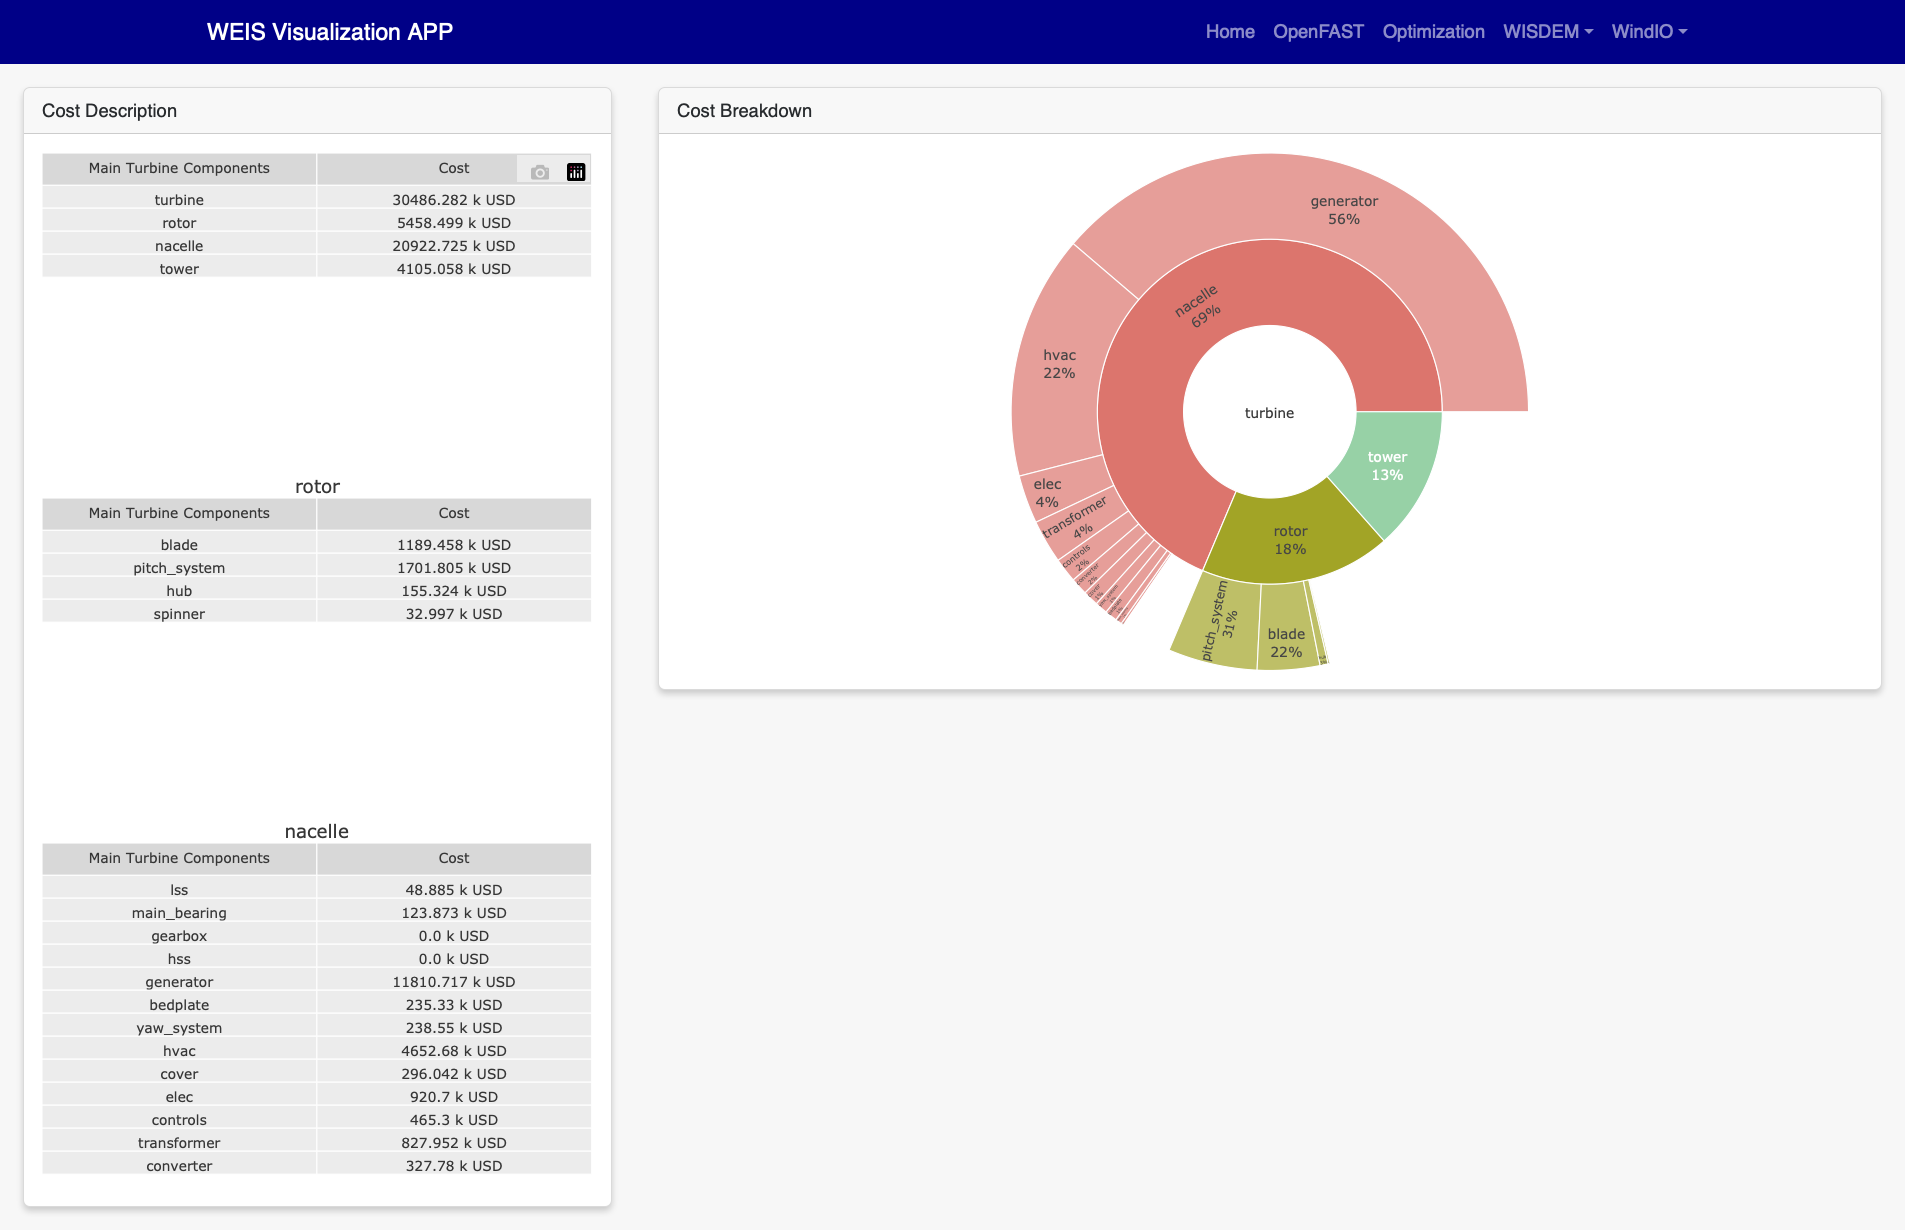 WEIS Visualization APP
Home OpenFAST Optimization WISDEM WindIO
Cost Description
Main Turbine Components Cost
turbine 30486.282 k USD
rotor 5458.499 k USD
nacelle 20922.725 k USD
tower 4105.058 k USD
rotor
Main Turbine Components Cost
blade 1189.458 k USD
pitch_system 1701.805 k USD
hub 155.324 k USD
spinner 32.997 k USD
nacelle
Main Turbine Components Cost
lss 48.885 k USD
main_bearing 123.873 k USD
gearbox 0.0 k USD
hss 0.0 k USD
generator 11810.717 k USD
bedplate 235.33 k USD
yaw_system 238.55 k USD
hvac 4652.68 k USD
cover 296.042 k USD
elec 920.7 k USD
controls 465.3 k USD
transformer 827.952 k USD
converter 327.78 k USD
Cost Breakdown
generator
56%
nacelle
69%
hvac
22%
turbine
tower
13%
elec
4%
transformer
4%
rotor
18%
controls
2%
converter
2%
cover
1%
pitch_system
31%
blade
22%